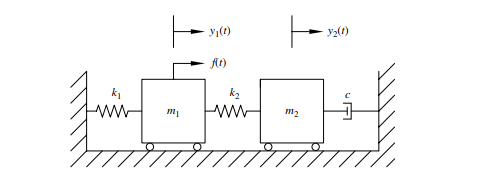 y₁(t) y₂(t)
f(t)
k₁ k₂ c
m₁ m₂